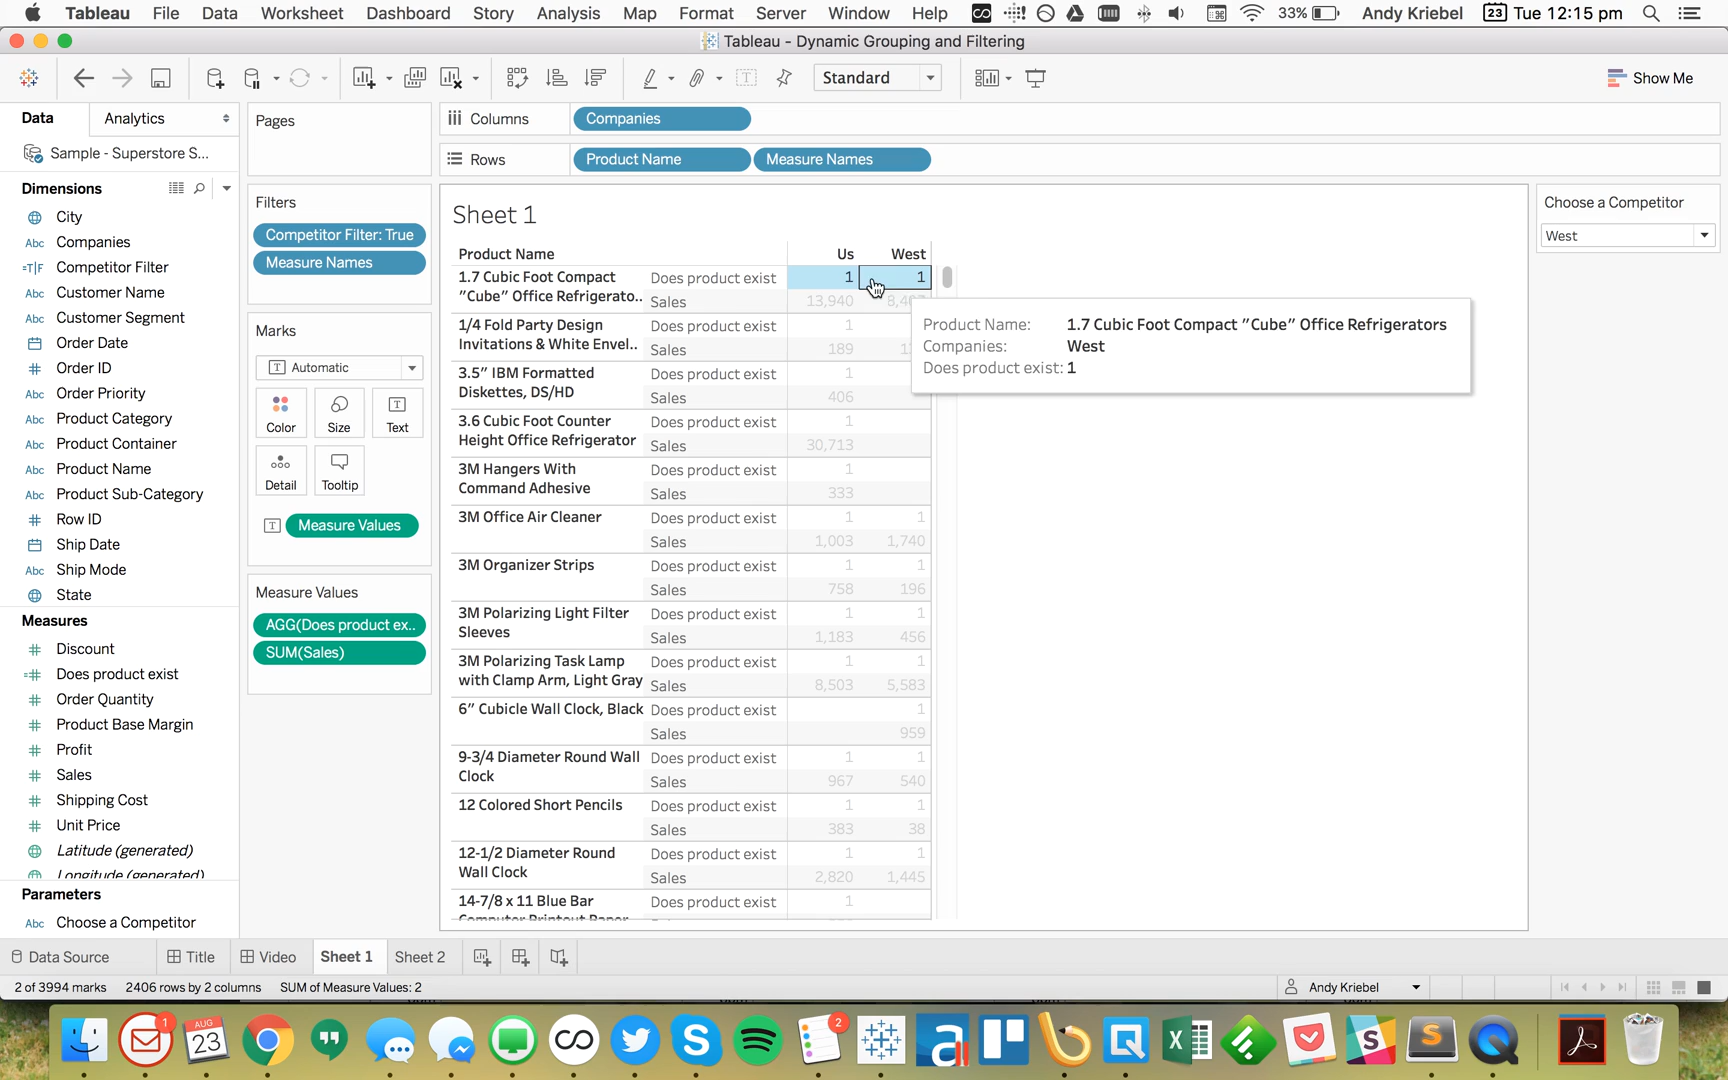 Tableau File Data Worksheet Dashboard Story Analysis Map Format Server Window Help 33% Andy Kriebel 23 Tue 12:15 pm
Tableau - Dynamic Grouping and Filtering
Standard Show Me
Data Analytics
Sample - Superstore S...
Dimensions
City
Abc Companies
=T|F Competitor Filter
Abc Customer Name
Abc Customer Segment
Order Date
# Order ID
Abc Order Priority
Abc Product Category
Abc Product Container
Abc Product Name
Abc Product Sub-Category
# Row ID
Ship Date
Abc Ship Mode
State
Measures
# Discount
=# Does product exist
# Order Quantity
# Product Base Margin
# Profit
# Sales
# Shipping Cost
# Unit Price
Latitude (generated)
Longitude (generated)
Parameters
Abc Choose a Competitor
Pages
Filters
Competitor Filter: True
Measure Names
Marks
T Automatic
Color Size Text
Detail Tooltip
T Measure Values
Measure Values
AGG(Does product ex..
SUM(Sales)
Columns Companies
Rows Product Name Measure Names
Sheet 1
Product Name Us West
1.7 Cubic Foot Compact Does product exist 1 1
"Cube" Office Refrigerato.. Sales 13,940
1/4 Fold Party Design Does product exist 1
Invitations & White Envel.. Sales 189
3.5" IBM Formatted Does product exist 1
Diskettes, DS/HD Sales 406
3.6 Cubic Foot Counter Does product exist 1
Height Office Refrigerator Sales 30,713
3M Hangers With Does product exist 1
Command Adhesive Sales 333
3M Office Air Cleaner Does product exist 1 1
Sales 1,003 1,740
3M Organizer Strips Does product exist 1 1
Sales 758 196
3M Polarizing Light Filter Does product exist 1 1
Sleeves Sales 1,183 456
3M Polarizing Task Lamp Does product exist 1 1
with Clamp Arm, Light Gray Sales 8,503 5,583
6" Cubicle Wall Clock, Black Does product exist 1
Sales 959
9-3/4 Diameter Round Wall Does product exist 1 1
Clock Sales 967 540
12 Colored Short Pencils Does product exist 1 1
Sales 383 38
12-1/2 Diameter Round Does product exist 1 1
Wall Clock Sales 2,820 1,445
14-7/8 x 11 Blue Bar Does product exist 1
Computer Printout Paper
Product Name: 1.7 Cubic Foot Compact "Cube" Office Refrigerators
Companies: West
Does product exist: 1
Choose a Competitor
West
Data Source Title Video Sheet 1 Sheet 2
2 of 3994 marks 2406 rows by 2 columns SUM of Measure Values: 2 Andy Kriebel
1 AUG 23 2